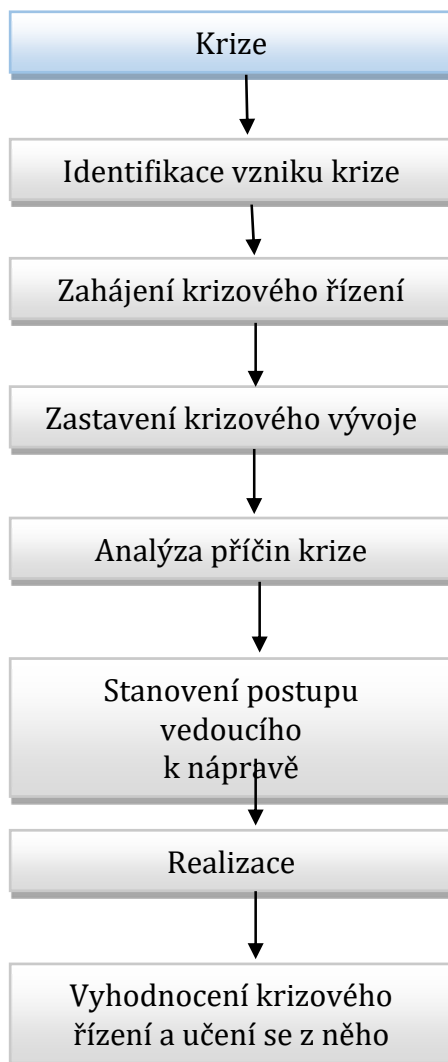 Krize
Identifikace vzniku krize
Zahájení krizového řízení
Zastavení krizového vývoje
Analýza příčin krize
Stanovení postupu
vedoucího
k nápravě
Realizace
Vyhodnocení krizového
řízení a učení se z něho